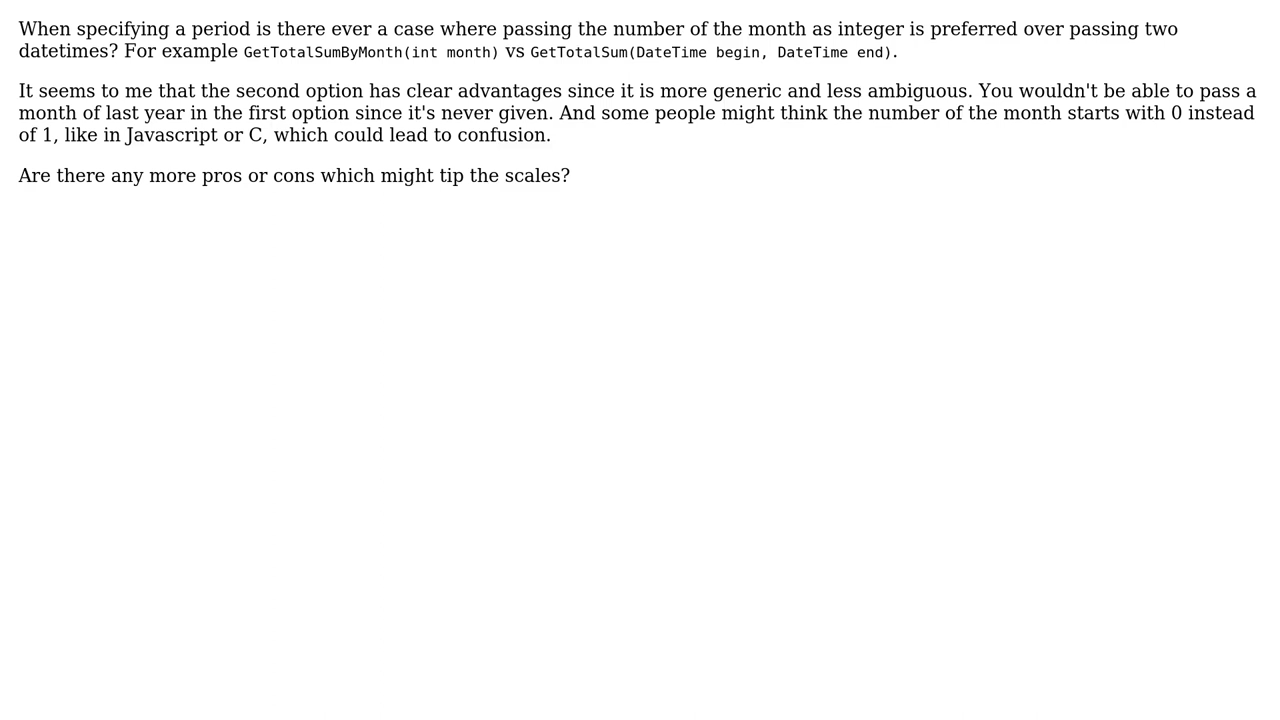 When specifying a period is there ever a case where passing the number of the month as integer is preferred over passing two
datetimes? For example GetTotalSumByMonth(int month) vs GetTotalSum(DateTime begin, DateTime end).
It seems to me that the second option has clear advantages since it is more generic and less ambiguous. You wouldn't be able to pass a
month of last year in the first option since it's never given. And some people might think the number of the month starts with 0 instead
of 1, like in Javascript or C, which could lead to confusion.
Are there any more pros or cons which might tip the scales?